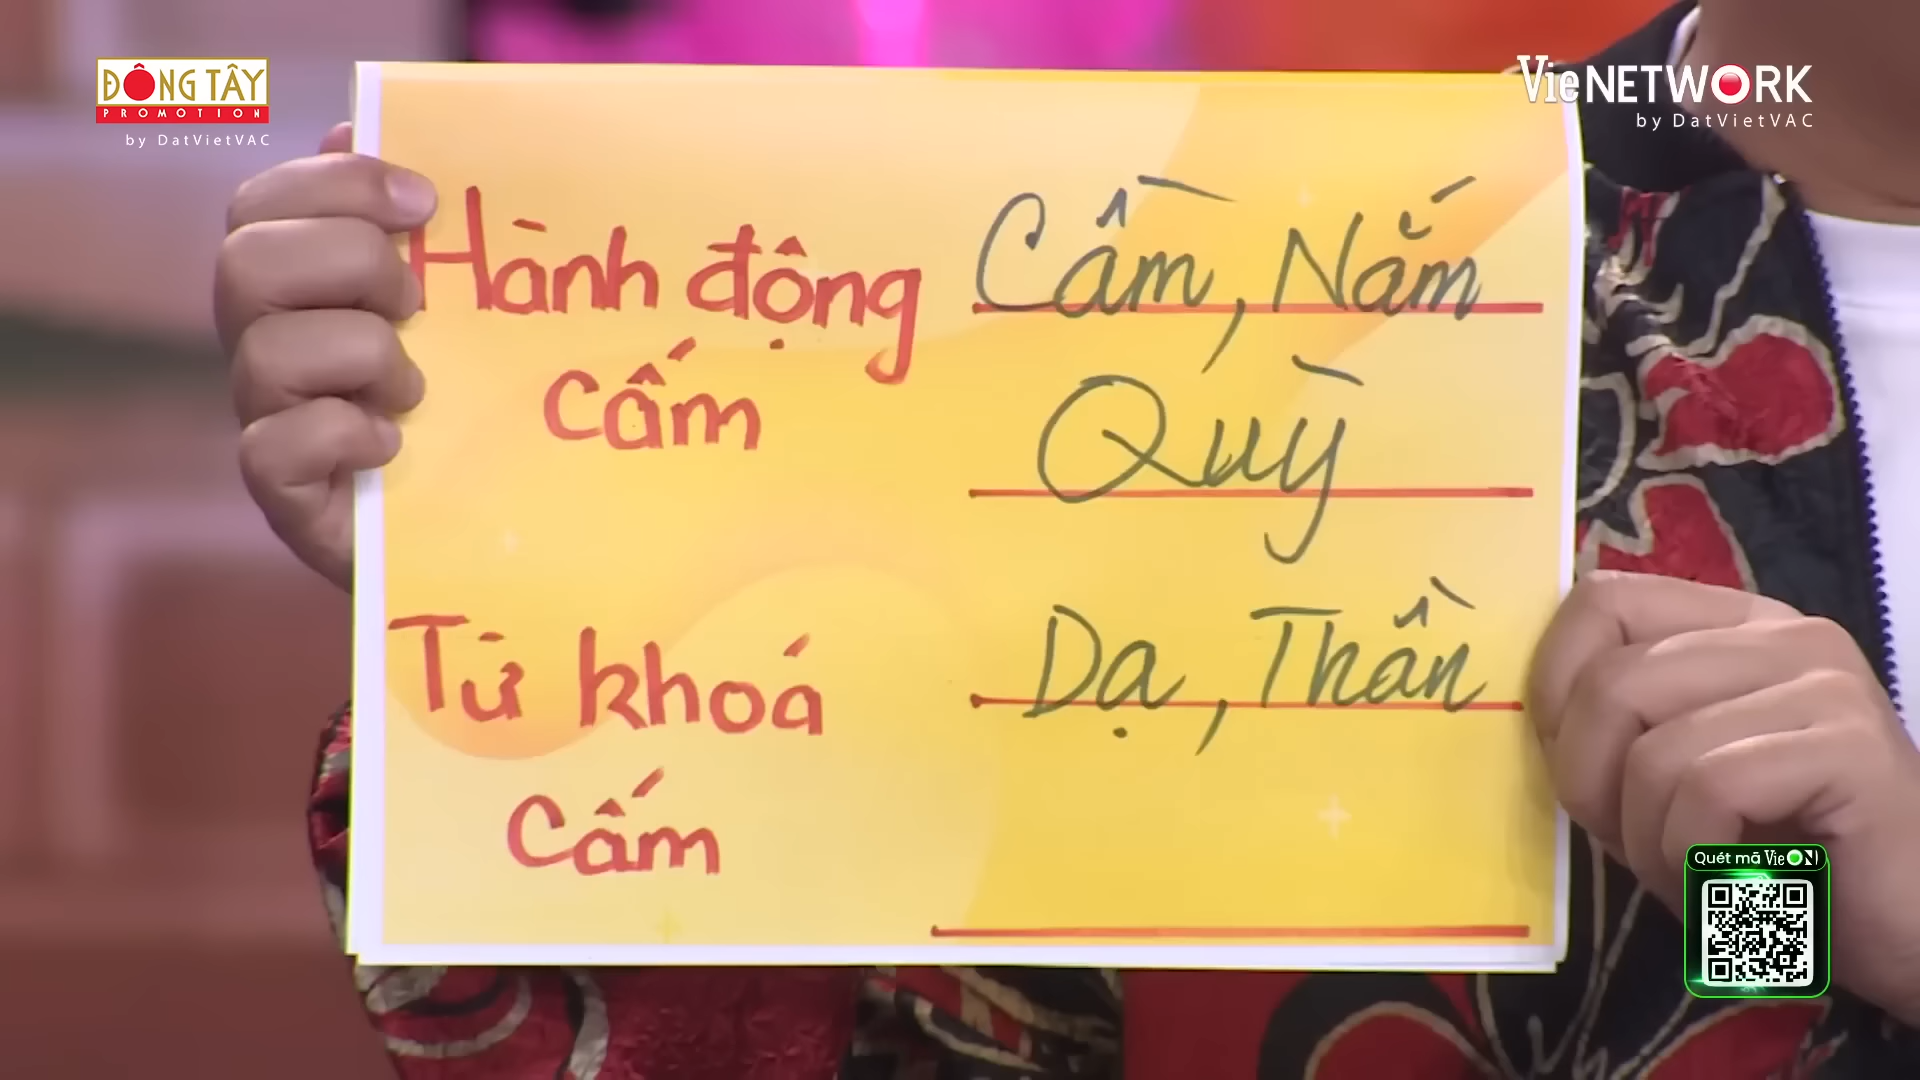 ĐÔNG TÂY
PROMOTION
by DatVietVAC
VieNETWORK
by DatVietVAC
Hành động
cấm
Cầm, Nắm
Quỳ
Từ khoá
cấm
Dạ, Thần
Quét mã VieON